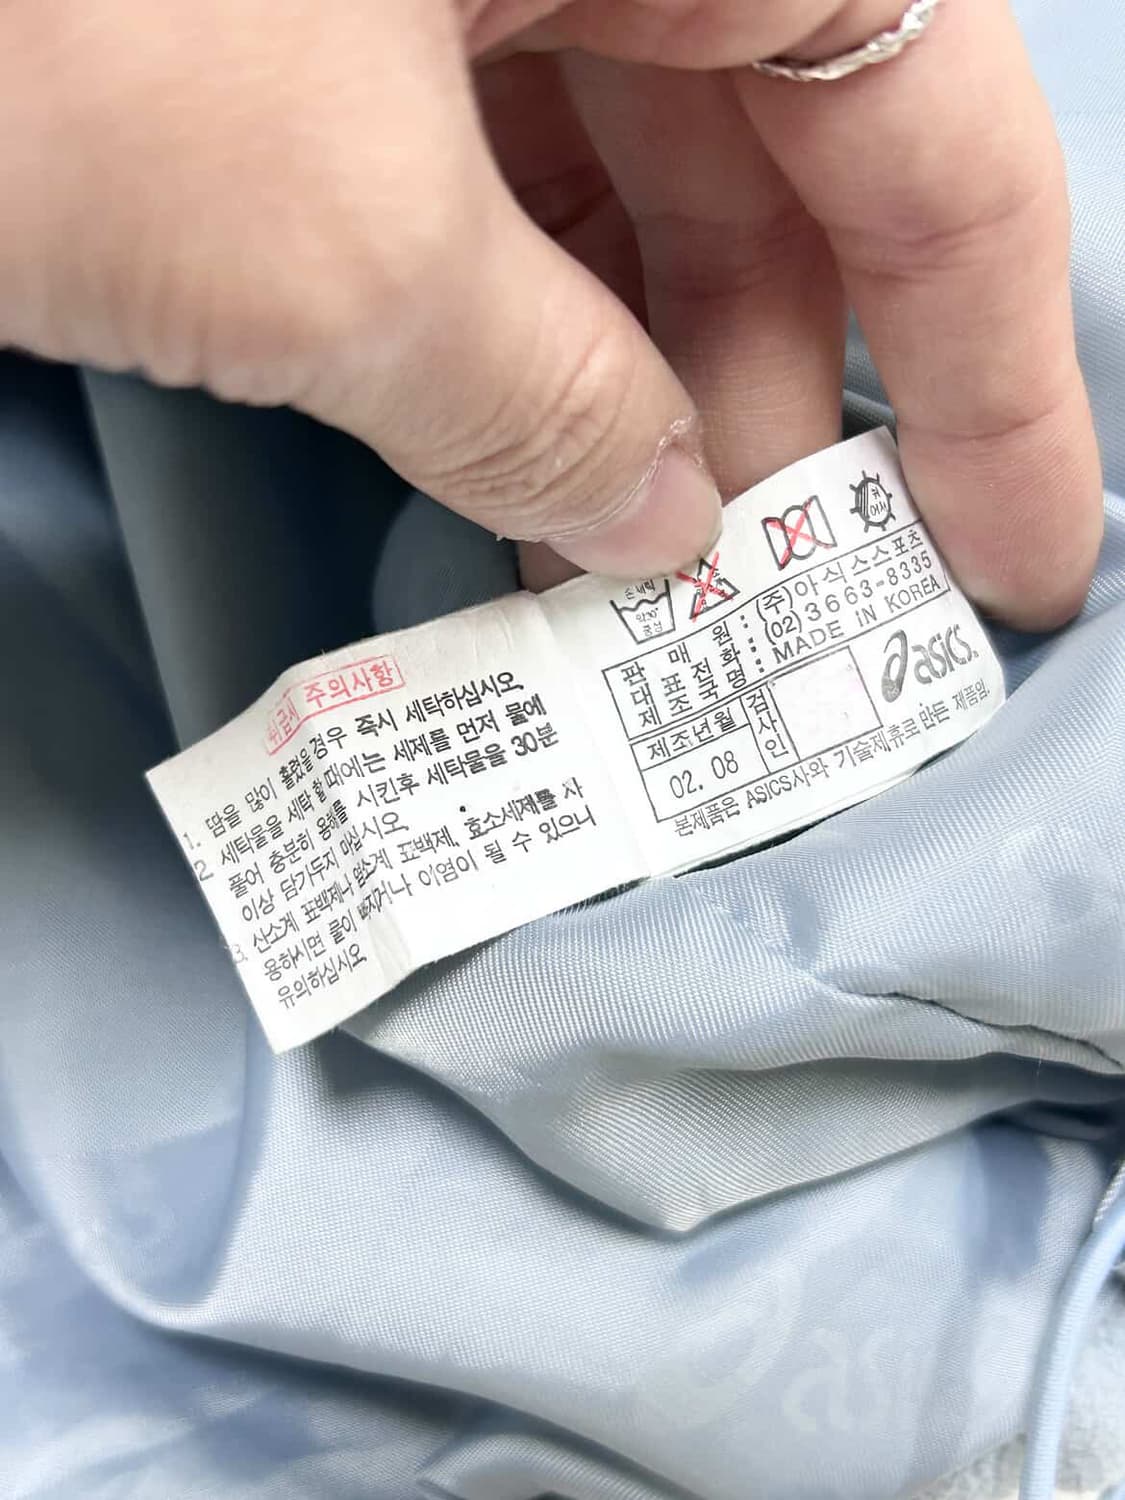 취급시 주의사항
1. 땀을 많이 흘렸을 경우 즉시 세탁하십시오.
2 세탁물을 세탁 할 때에는 세제를 먼저 물에
풀어 충분히 용해를 시킨후 세탁물을 30분
이상 담가두지 마십시오.
3. 산소계 표백제나 염소계 표백제, 효소세제를 사
용하시면 물이 빠지거나 이염이 될 수 있으니
유의하십시오.
손세탁
약30°
중성
염소
표백
뉘
어서
판 매 원 : (주)아식스스포츠
대표전화 : (02)3663-8335
제조국명 : MADE IN KOREA
제조년월
02. 08
검
사
인
asics.
본제품은 ASICS사와 기술제휴로 만든 제품임.
asi